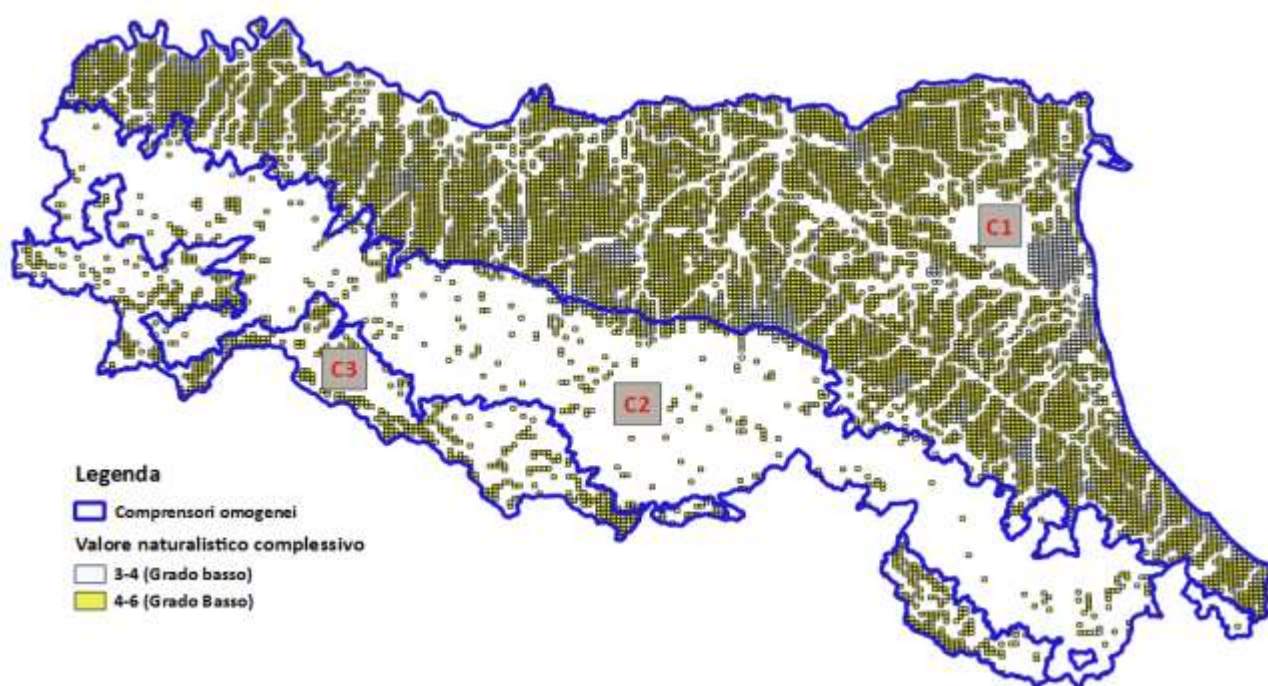 C1
C3
C2
Legenda
Comprensori omogenei
Valore naturalistico complessivo
3-4 (Grado basso)
4-6 (Grado Basso)